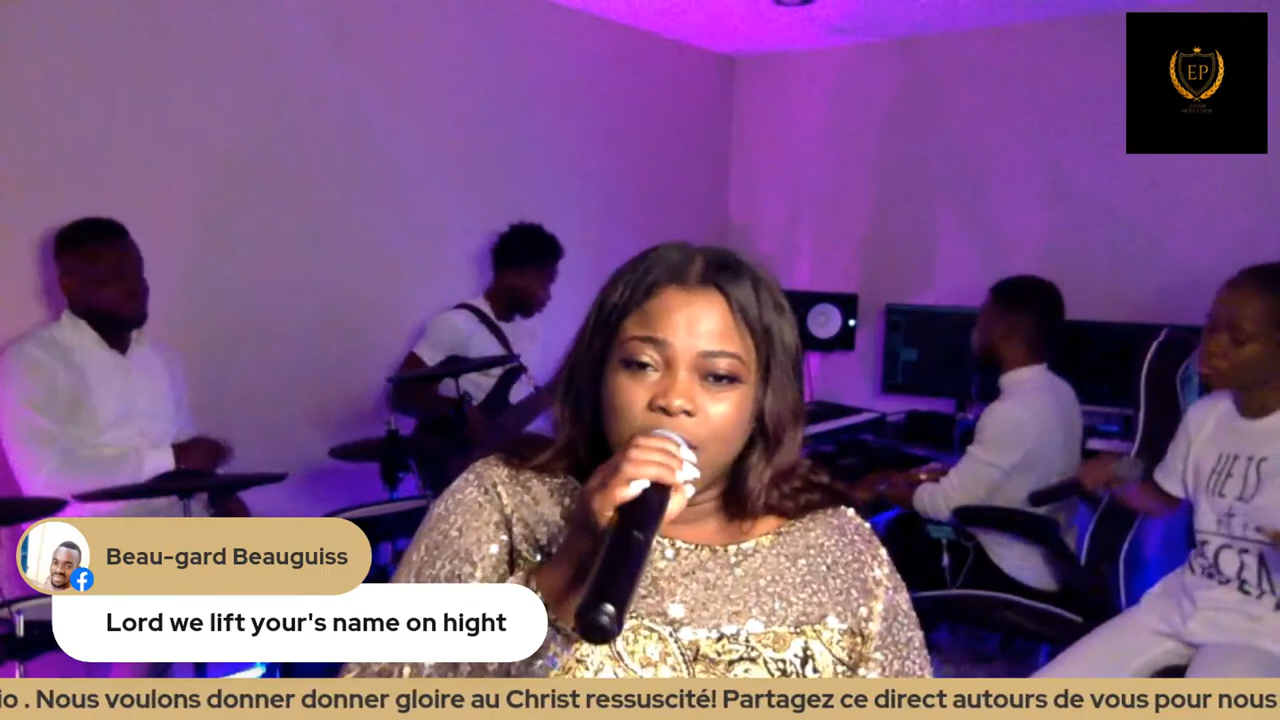 EP
Beau-gard Beauguiss
Lord we lift your's name on hight
HE IS
io . Nous voulons donner donner gloire au Christ ressuscité! Partagez ce direct autours de vous pour nous